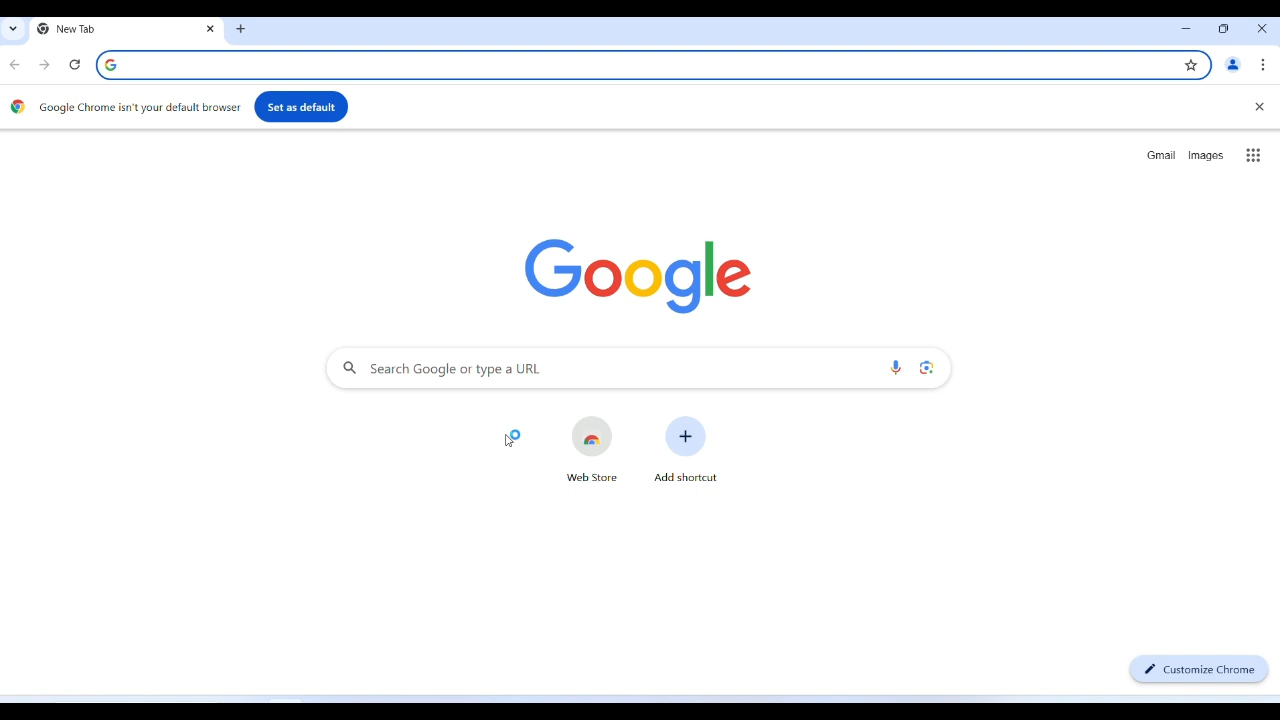 New Tab
Google Chrome isn't your default browser
Set as default
Gmail
Images
Google
Search Google or type a URL
Web Store
Add shortcut
Customize Chrome